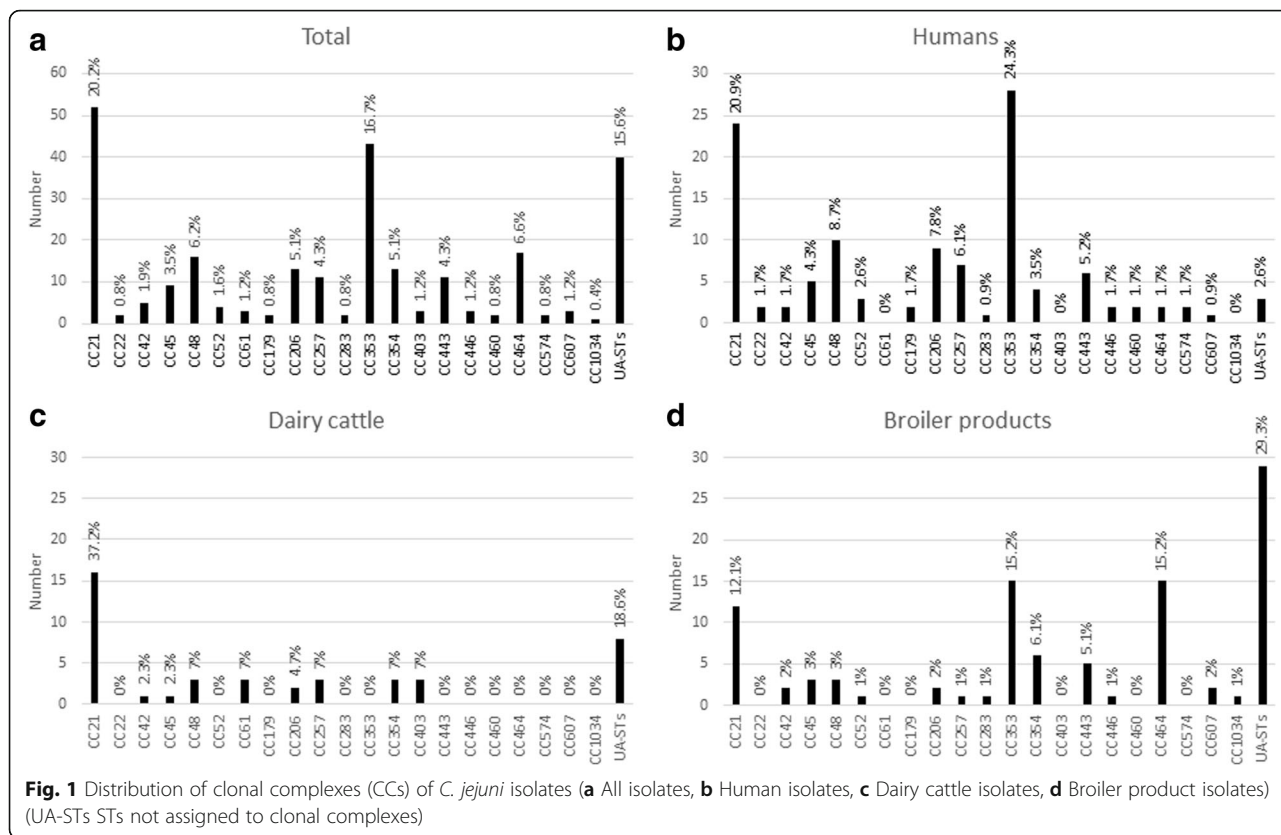 a
Total
Number
60
50
40
30
20
10
0
20.2%
0.8%
1.9%
3.5%
6.2%
1.6%
1.2%
0.8%
5.1%
4.3%
0.8%
16.7%
5.1%
1.2%
4.3%
1.2%
0.8%
6.6%
0.8%
1.2%
0.4%
15.6%
CC21
CC22
CC42
CC45
CC48
CC52
CC61
CC179
CC206
CC257
CC283
CC353
CC354
CC403
CC443
CC446
CC460
CC464
CC574
CC607
CC1034
UA-STs
b
Humans
Number
30
25
20
15
10
5
0
20.9%
1.7%
1.7%
4.3%
8.7%
2.6%
0%
1.7%
7.8%
6.1%
0.9%
24.3%
3.5%
0%
5.2%
1.7%
1.7%
1.7%
1.7%
0.9%
0%
2.6%
CC21
CC22
CC42
CC45
CC48
CC52
CC61
CC179
CC206
CC257
CC283
CC353
CC354
CC403
CC443
CC446
CC460
CC464
CC574
CC607
CC1034
UA-STs
c
Dairy cattle
Number
30
25
20
15
10
5
0
37.2%
0%
2.3%
2.3%
7%
0%
7%
0%
4.7%
7%
0%
0%
7%
7%
0%
0%
0%
0%
0%
0%
0%
18.6%
CC21
CC22
CC42
CC45
CC48
CC52
CC61
CC179
CC206
CC257
CC283
CC353
CC354
CC403
CC443
CC446
CC460
CC464
CC574
CC607
CC1034
UA-STs
d
Broiler products
Number
30
25
20
15
10
5
0
12.1%
0%
2%
3%
3%
1%
0%
0%
2%
1%
1%
15.2%
6.1%
0%
5.1%
1%
0%
15.2%
0%
2%
1%
29.3%
CC21
CC22
CC42
CC45
CC48
CC52
CC61
CC179
CC206
CC257
CC283
CC353
CC354
CC403
CC443
CC446
CC460
CC464
CC574
CC607
CC1034
UA-STs
Fig. 1 Distribution of clonal complexes (CCs) of C. jejuni isolates (a All isolates, b Human isolates, c Dairy cattle isolates, d Broiler product isolates)
(UA-STs STs not assigned to clonal complexes)